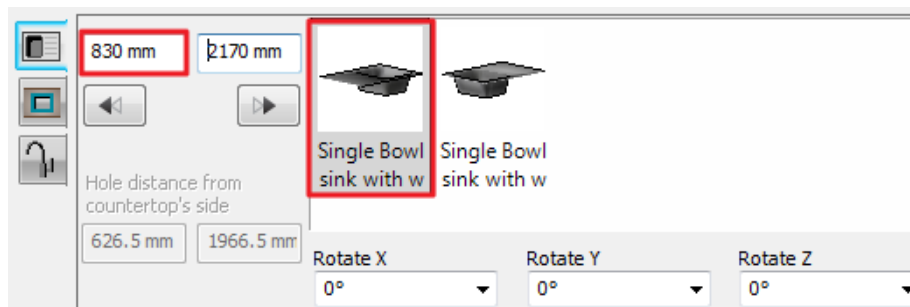 830 mm
2170 mm
Single Bowl
sink with w
Single Bowl
sink with w
Hole distance from
countertop's side
626.5 mm
1966.5 mm
Rotate X
Rotate Y
Rotate Z
0°
0°
0°